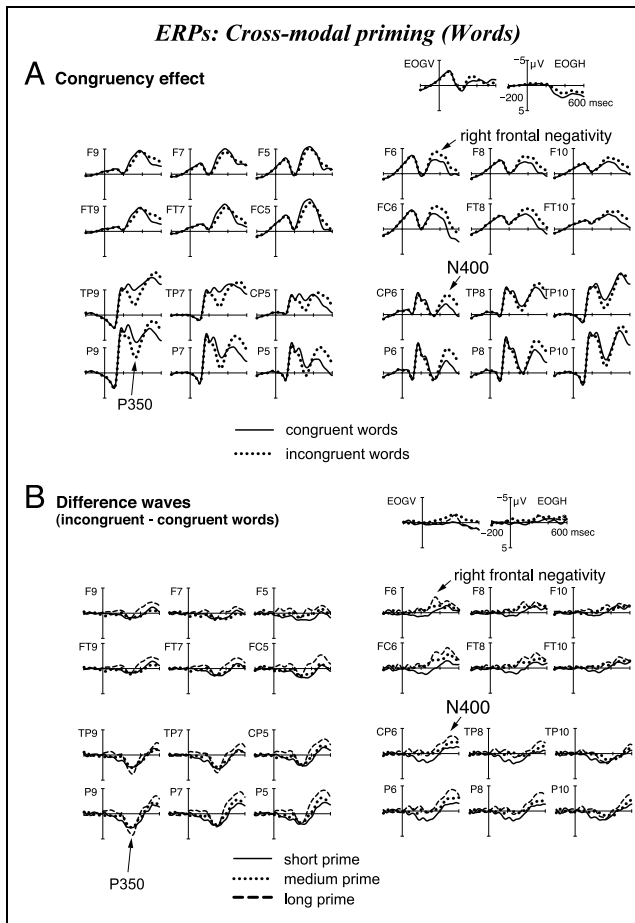 ERPs: Cross-modal priming (Words)
A Congruency effect
EOGV -5 µV EOGH
-200 600 msec
5
right frontal negativity
F9 F7 F5 F6 F8 F10
FT9 FT7 FC5 FC6 FT8 FT10
N400
TP9 TP7 CP5 CP6 TP8 TP10
P9 P7 P5 P6 P8 P10
P350
congruent words
incongruent words
B Difference waves
(incongruent - congruent words)
EOGV -5 µV EOGH
-200 600 msec
5
right frontal negativity
F9 F7 F5 F6 F8 F10
FT9 FT7 FC5 FC6 FT8 FT10
N400
TP9 TP7 CP5 CP6 TP8 TP10
P9 P7 P5 P6 P8 P10
P350
short prime
medium prime
long prime